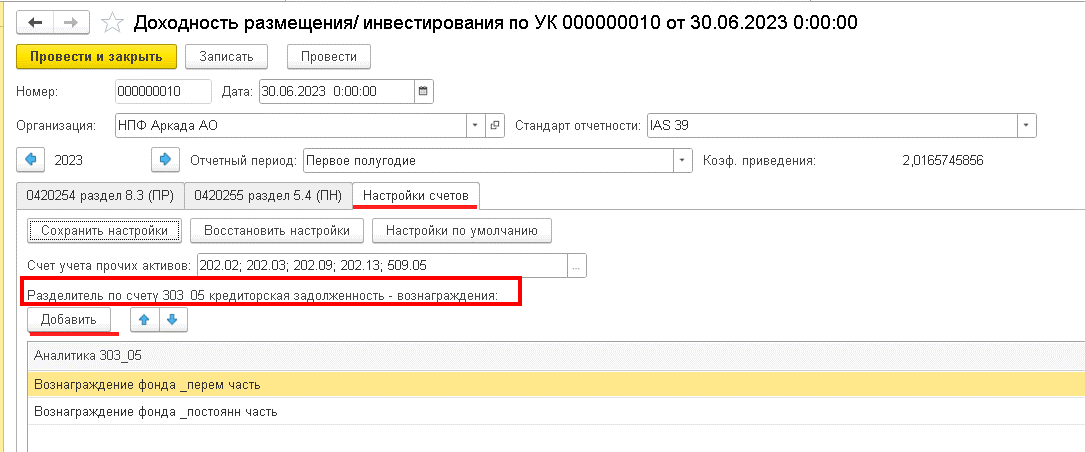 Доходность размещения/ инвестирования по УК 000000010 от 30.06.2023 0:00:00
Провести и закрыть Записать Провести
Номер: 000000010 Дата: 30.06.2023 0:00:00
Организация: НПФ Аркада АО Стандарт отчетности: IAS 39
2023 Отчетный период: Первое полугодие Коэф. приведения: 2,0165745856
0420254 раздел 8.3 (ПР) 0420255 раздел 5.4 (ПН) Настройки счетов
Сохранить настройки Восстановить настройки Настройки по умолчанию
Счет учета прочих активов: 202.02; 202.03; 202.09; 202.13; 509.05 ...
Разделитель по счету 303_05 кредиторская задолженность - вознаграждения:
Добавить
Аналитика 303_05
Вознаграждение фонда _перем часть
Вознаграждение фонда _постоянн часть